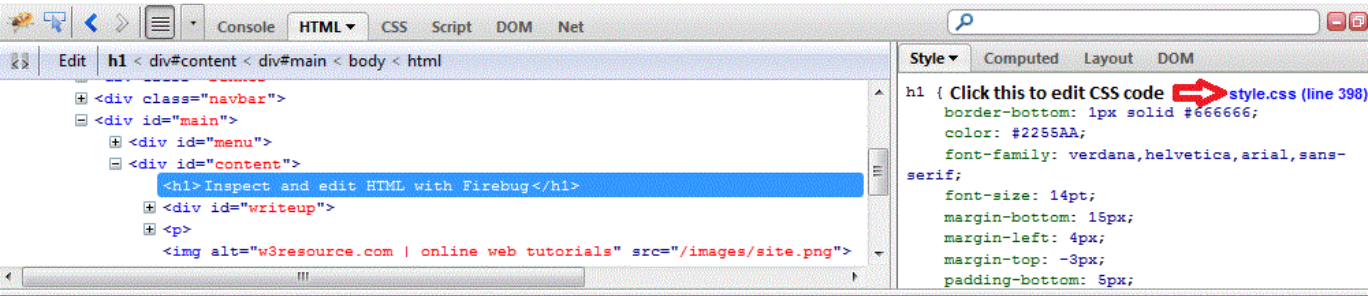 Console HTML CSS Script DOM Net
Edit h1 < div#content < div#main < body < html
<div class="navbar">
<div id="main">
<div id="menu">
<div id="content">
<h1>Inspect and edit HTML with Firebug</h1>
<div id="writeup">
<p>
<img alt="w3resource.com | online web tutorials" src="/images/site.png">
Style Computed Layout DOM
h1 { Click this to edit CSS code style.css (line 398)
border-bottom: 1px solid #666666;
color: #2255AA;
font-family: verdana,helvetica,arial,sans-
serif;
font-size: 14pt;
margin-bottom: 15px;
margin-left: 4px;
margin-top: -3px;
padding-bottom: 5px;